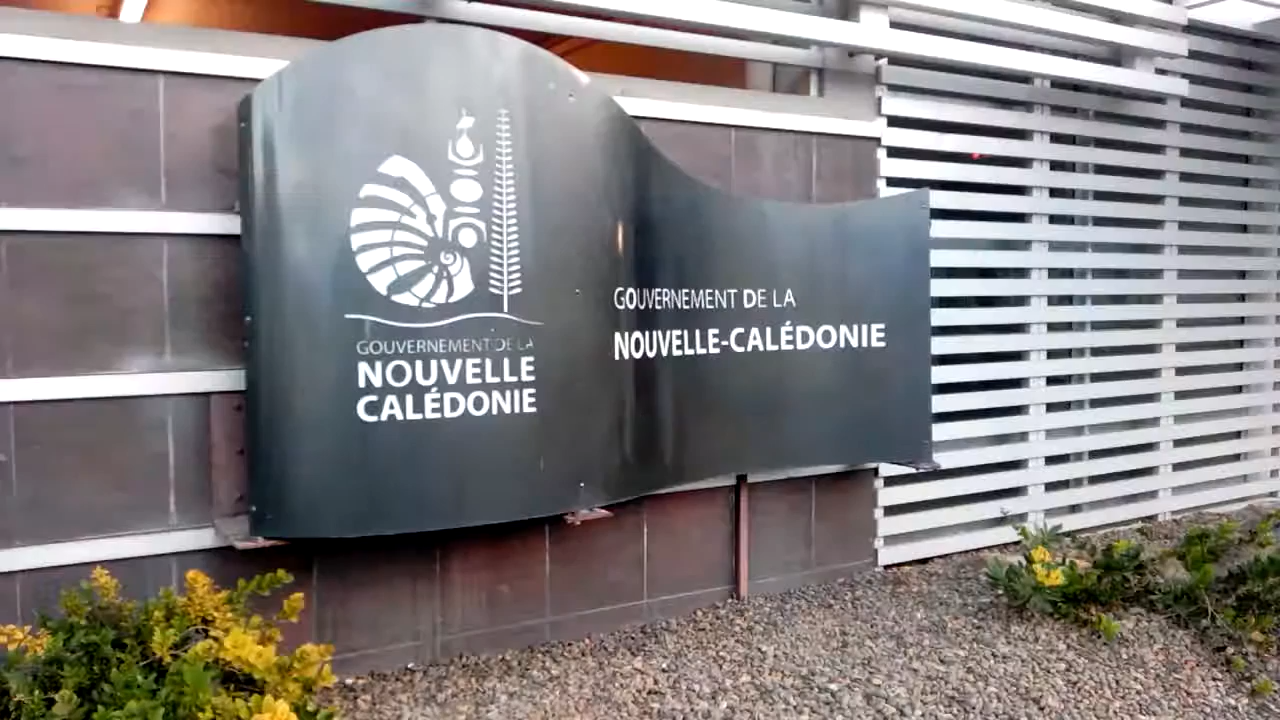 GOUVERNEMENT DE LA
NOUVELLE
CALÉDONIE
GOUVERNEMENT DE LA
NOUVELLE-CALÉDONIE